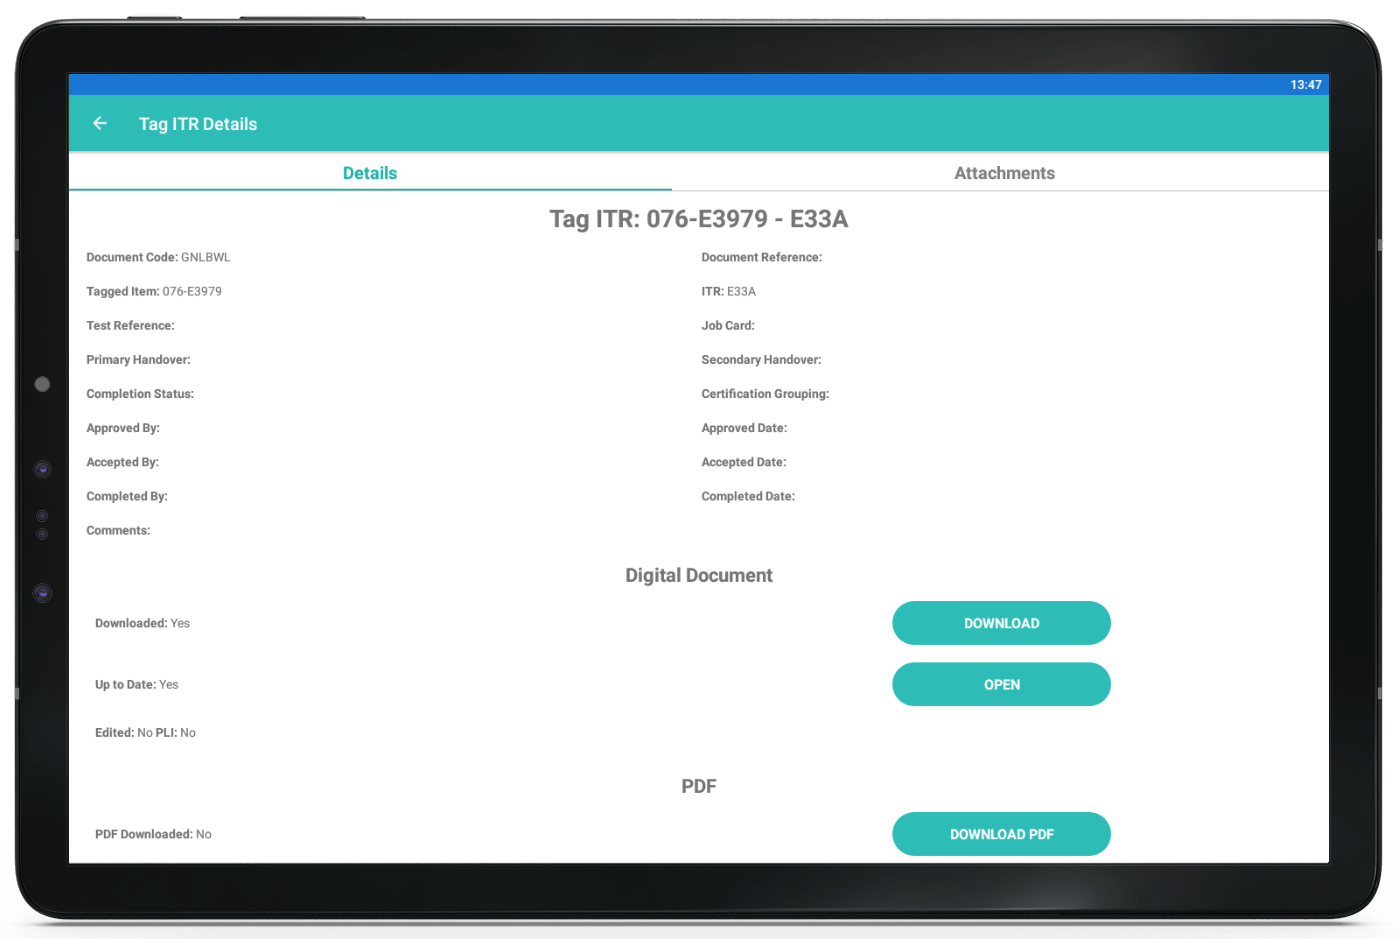 13:47
Tag ITR Details
Details Attachments
Tag ITR: 076-E3979 - E33A
Document Code: GNLBWL Document Reference:
Tagged Item: 076-E3979 ITR: E33A
Test Reference: Job Card:
Primary Handover: Secondary Handover:
Completion Status: Certification Grouping:
Approved By: Approved Date:
Accepted By: Accepted Date:
Completed By: Completed Date:
Comments:
Digital Document
Downloaded: Yes DOWNLOAD
Up to Date: Yes OPEN
Edited: No PLI: No
PDF
PDF Downloaded: No DOWNLOAD PDF